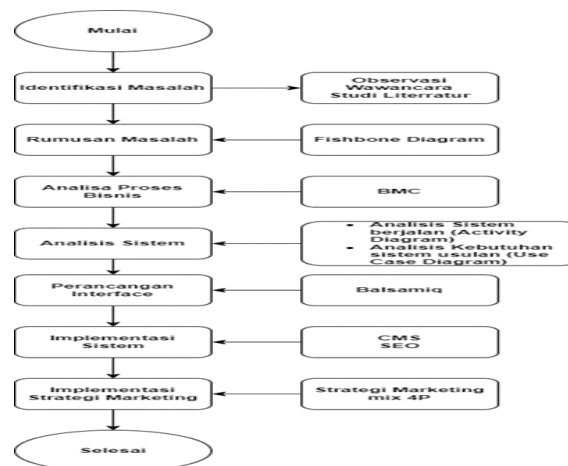 Mulai
Identifikasi Masalah
Observasi
Wawancara
Studi Literratur
Rumusan Masalah
Fishbone Diagram
Analisa Proses
Bisnis
BMC
Analisis Sistem
• Analisis Sistem
berjalan (Activity
Diagram)
• Analisis Kebutuhan
sistem usulan (Use
Case Diagram)
Perancangan
Interface
Balsamiq
Implementasi
Sistem
CMS
SEO
Implementasi
Strategi Marketing
Strategi Marketing
mix 4P
Selesai